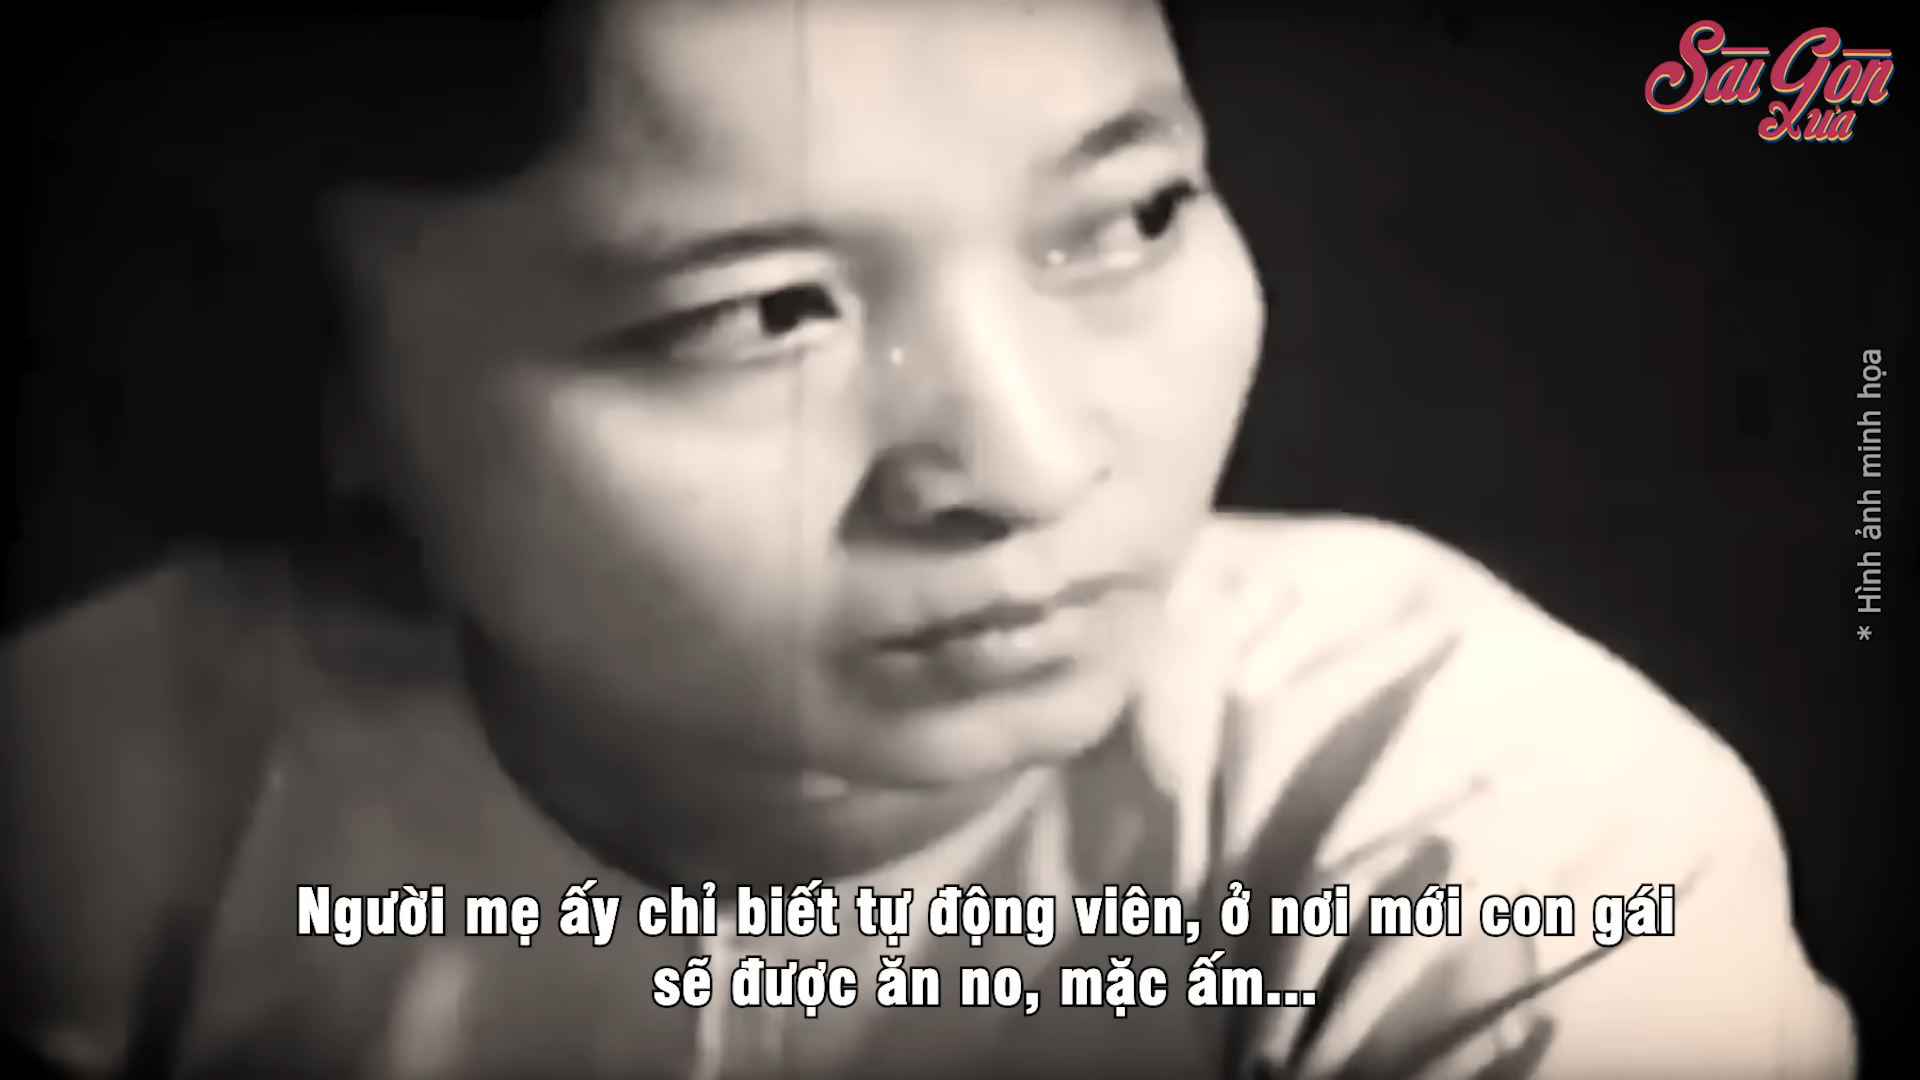 Sài Gòn
Xưa
* Hình ảnh minh họa
Người mẹ ấy chỉ biết tự động viên, ở nơi mới con gái
sẽ được ăn no, mặc ấm...